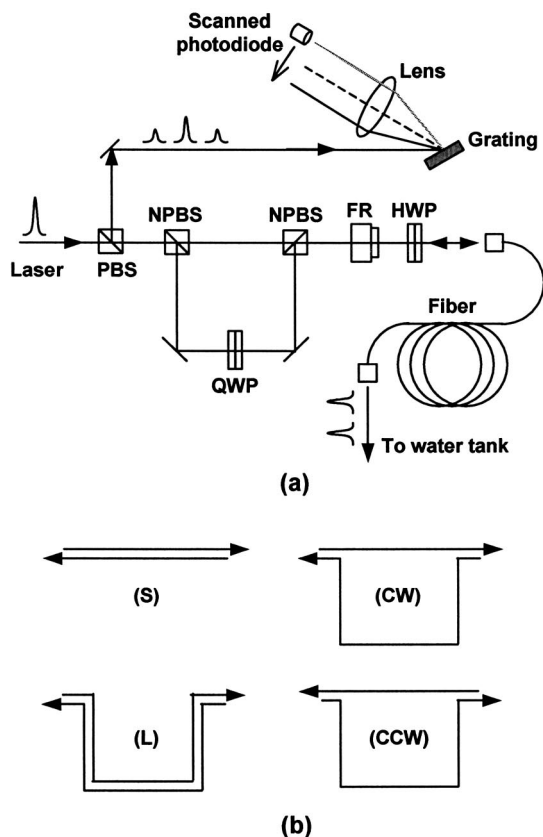 Scanned
photodiode
Lens
Grating
NPBS
NPBS
FR
HWP
Laser
PBS
Fiber
QWP
To water tank
(a)
(S)
(CW)
(L)
(CCW)
(b)